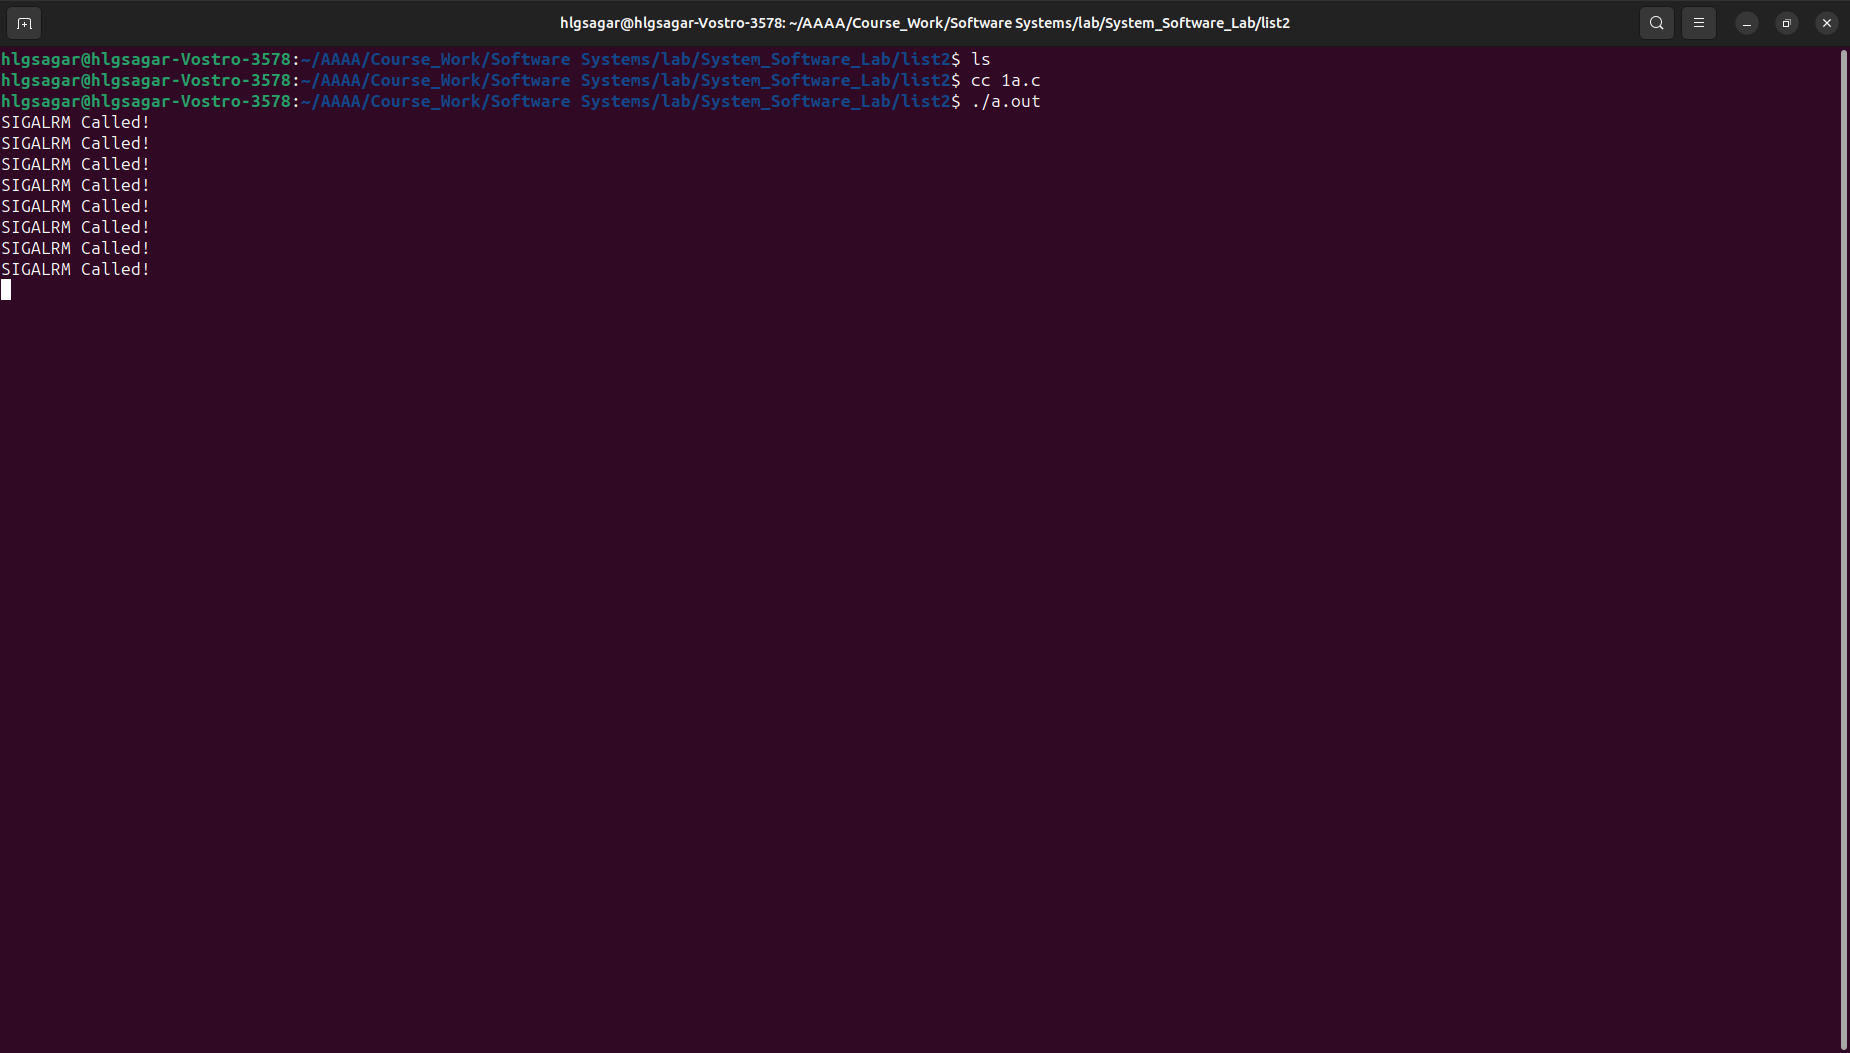 hlgsagar@hlgsagar-Vostro-3578: ~/AAAA/Course_Work/Software Systems/lab/System_Software_Lab/list2
hlgsagar@hlgsagar-Vostro-3578:~/AAAA/Course_Work/Software Systems/lab/System_Software_Lab/list2$ ls
hlgsagar@hlgsagar-Vostro-3578:~/AAAA/Course_Work/Software Systems/lab/System_Software_Lab/list2$ cc 1a.c
hlgsagar@hlgsagar-Vostro-3578:~/AAAA/Course_Work/Software Systems/lab/System_Software_Lab/list2$ ./a.out
SIGALRM Called!
SIGALRM Called!
SIGALRM Called!
SIGALRM Called!
SIGALRM Called!
SIGALRM Called!
SIGALRM Called!
SIGALRM Called!